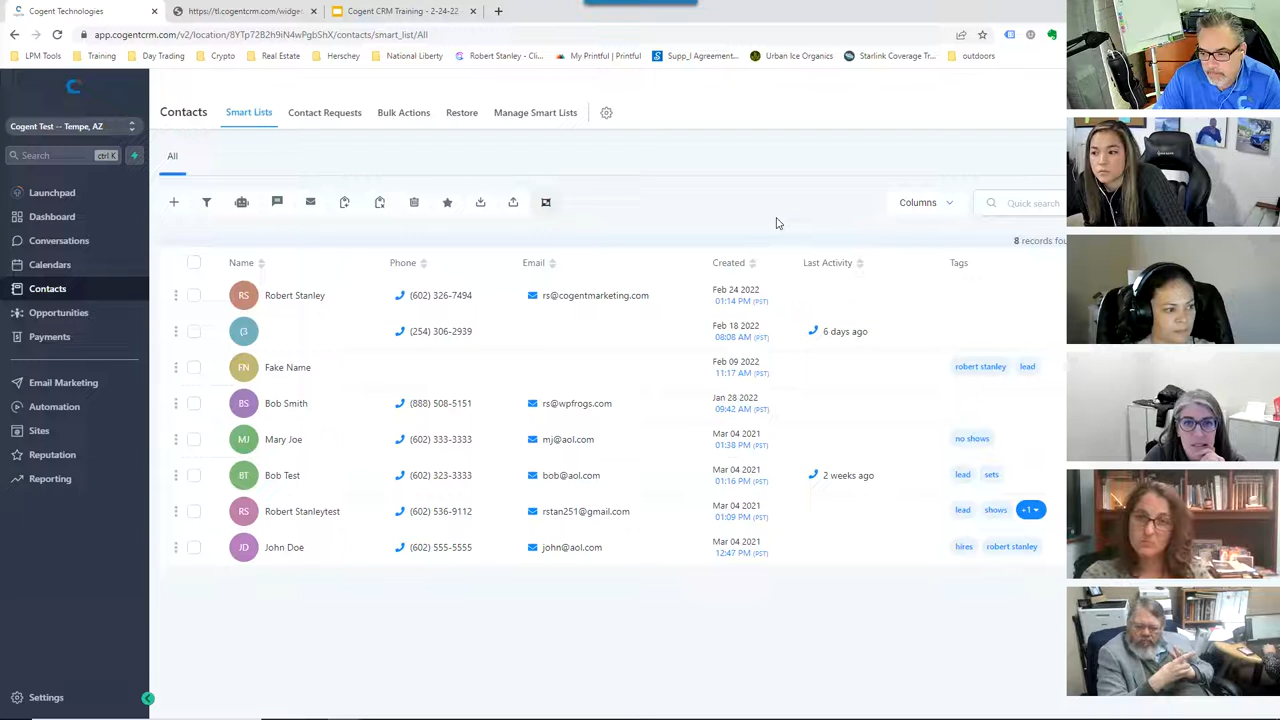 Cogent Technologies
https://tl.cogentcrm.com/widge
Cogent CRM Training - 2-24-22
app.cogentcrm.com/v2/location/8YTp72B2h9iN4wPgbShX/contacts/smart_list/All
LPM Tools
Training
Day Trading
Crypto
Real Estate
Herschey
National Liberty
Robert Stanley - Cli...
My Printful | Printful
Supp_l Agreement...
Urban Ice Organics
Starlink Coverage Tr...
outdoors
Cogent Test -- Tempe, AZ
Search
ctrl K
Launchpad
Dashboard
Conversations
Calendars
Contacts
Opportunities
Payments
Email Marketing
Automation
Sites
Reputation
Reporting
Settings
Contacts
Smart Lists
Contact Requests
Bulk Actions
Restore
Manage Smart Lists
All
Columns
Quick search
8 records fou
Name
Phone
Email
Created
Last Activity
Tags
RS
Robert Stanley
(602) 326-7494
rs@cogentmarketing.com
Feb 24 2022
01:14 PM (PST)
(3
(254) 306-2939
Feb 18 2022
08:08 AM (PST)
6 days ago
FN
Fake Name
Feb 09 2022
11:17 AM (PST)
robert stanley
lead
BS
Bob Smith
(888) 508-5151
rs@wpfrogs.com
Jan 28 2022
09:42 AM (PST)
MJ
Mary Joe
(602) 333-3333
mj@aol.com
Mar 04 2021
01:38 PM (PST)
no shows
BT
Bob Test
(602) 323-3333
bob@aol.com
Mar 04 2021
01:16 PM (PST)
2 weeks ago
lead
sets
RS
Robert Stanleytest
(602) 536-9112
rstan251@gmail.com
Mar 04 2021
01:09 PM (PST)
lead
shows
+1
JD
John Doe
(602) 555-5555
john@aol.com
Mar 04 2021
12:47 PM (PST)
hires
robert stanley